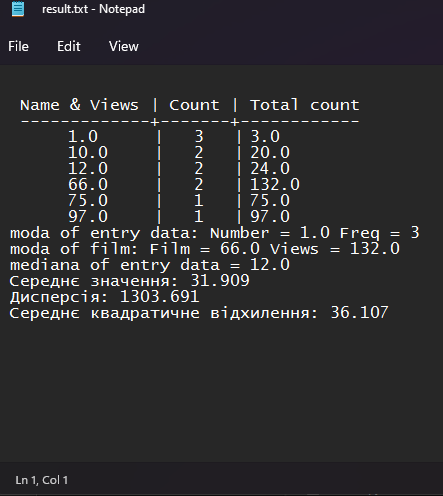 result.txt - Notepad
File Edit View
Name & Views | Count | Total count
-------------+-------+------------
1.0 | 3 | 3.0
10.0 | 2 | 20.0
12.0 | 2 | 24.0
66.0 | 2 | 132.0
75.0 | 1 | 75.0
97.0 | 1 | 97.0
moda of entry data: Number = 1.0 Freq = 3
moda of film: Film = 66.0 Views = 132.0
mediana of entry data = 12.0
Середнє значення: 31.909
Дисперсія: 1303.691
Середнє квадратичне відхилення: 36.107
Ln 1, Col 1